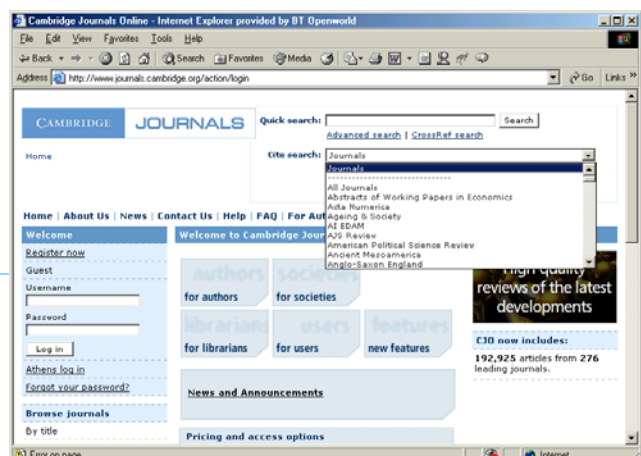 Cambridge Journals Online - Internet Explorer provided by BT Openworld
File Edit View Favorites Tools Help
Back Search Favorites Media
Address http://www.journals.cambridge.org/action/login Go Links »
CAMBRIDGE JOURNALS
Quick search: Search
Advanced search | CrossRef search
Home
Cite search: Journals
Journals
------------------------------
All Journals
Abstracts of Working Papers in Economics
Acta Numerica
Ageing & Society
AI EDAM
AJS Review
American Political Science Review
Ancient Mesoamerica
Anglo-Saxon England
Home | About Us | News | Contact Us | Help | FAQ | For Aut
Welcome
Register now
Guest
Username
Password
Log in
Athens log in
Forgot your password?
Browse journals
By title
Welcome to Cambridge Jour
authors
for authors
societies
for societies
librarians
for librarians
users
for users
features
new features
News and Announcements
Pricing and access options
High quality
reviews of the latest
developments
CJO now includes:
192,925 articles from 276
leading journals.
Error on page.
Internet